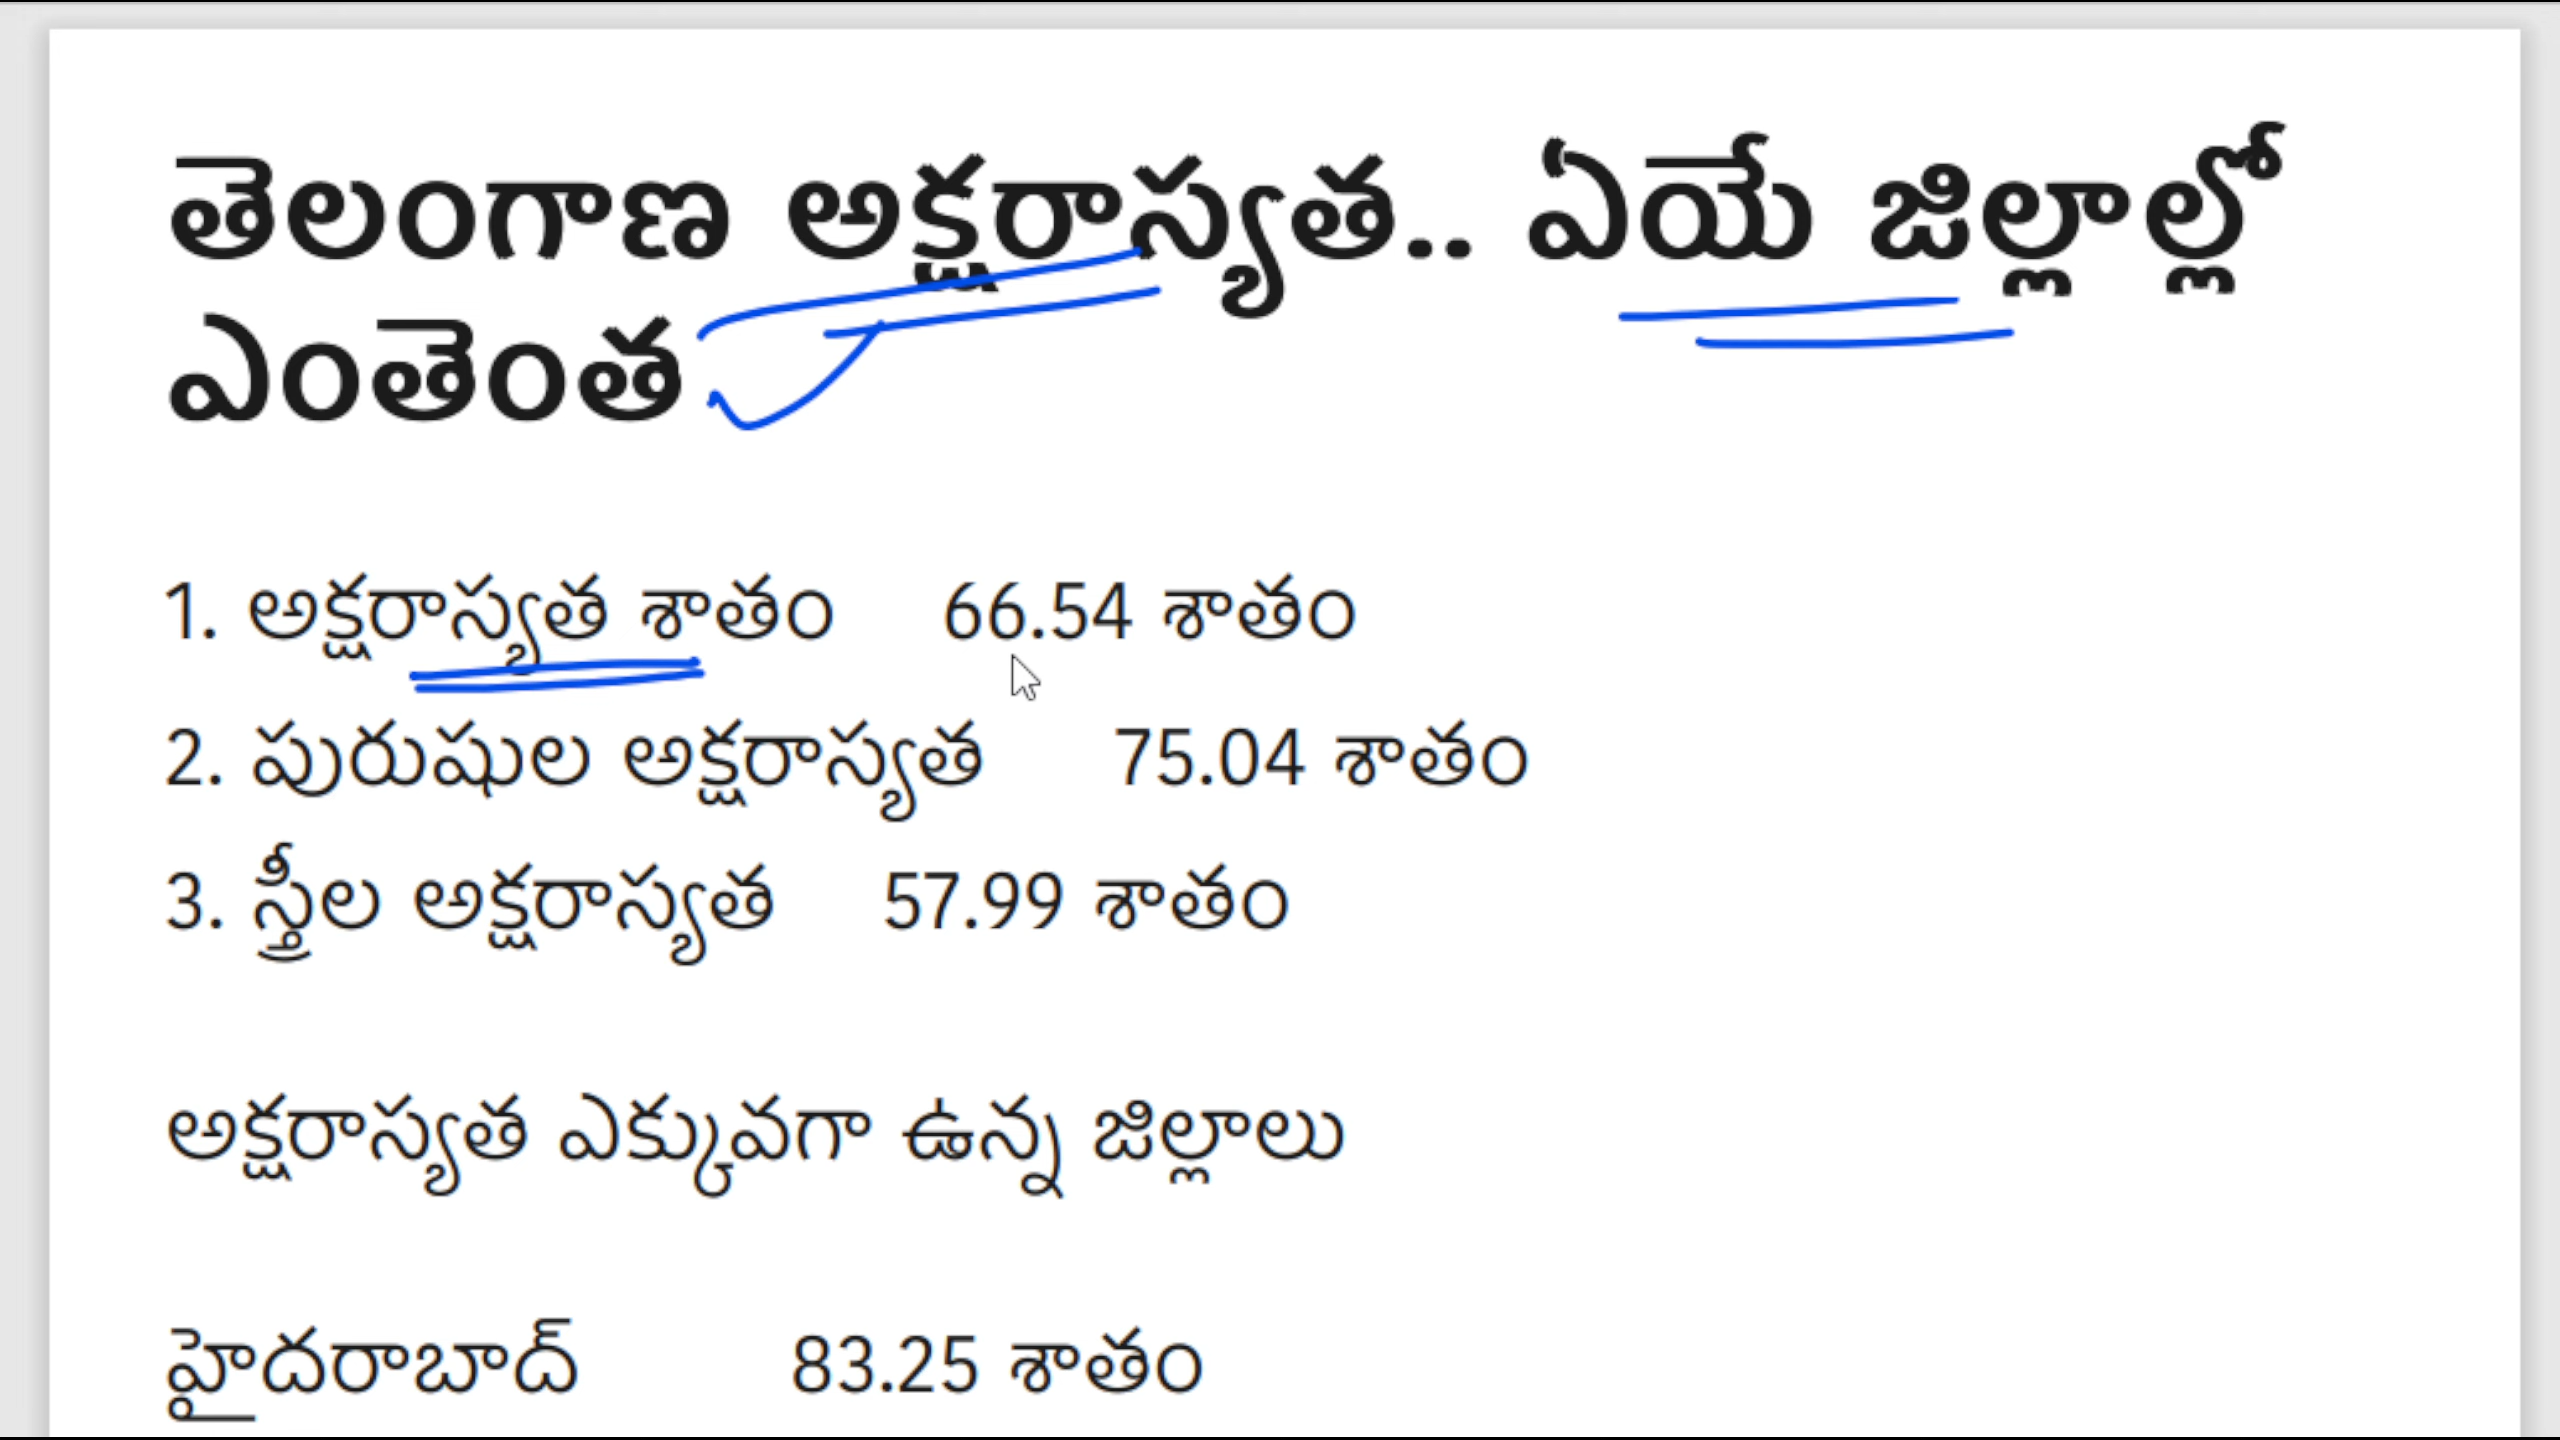 తెలంగాణ అక్షరాస్యత.. ఏయే జిల్లాల్లో
ఎంతెంత
1. అక్షరాస్యత శాతం 66.54 శాతం
2. పురుషుల అక్షరాస్యత 75.04 శాతం
3. స్త్రీల అక్షరాస్యత 57.99 శాతం
అక్షరాస్యత ఎక్కువగా ఉన్న జిల్లాలు
హైదరాబాద్ 83.25 శాతం